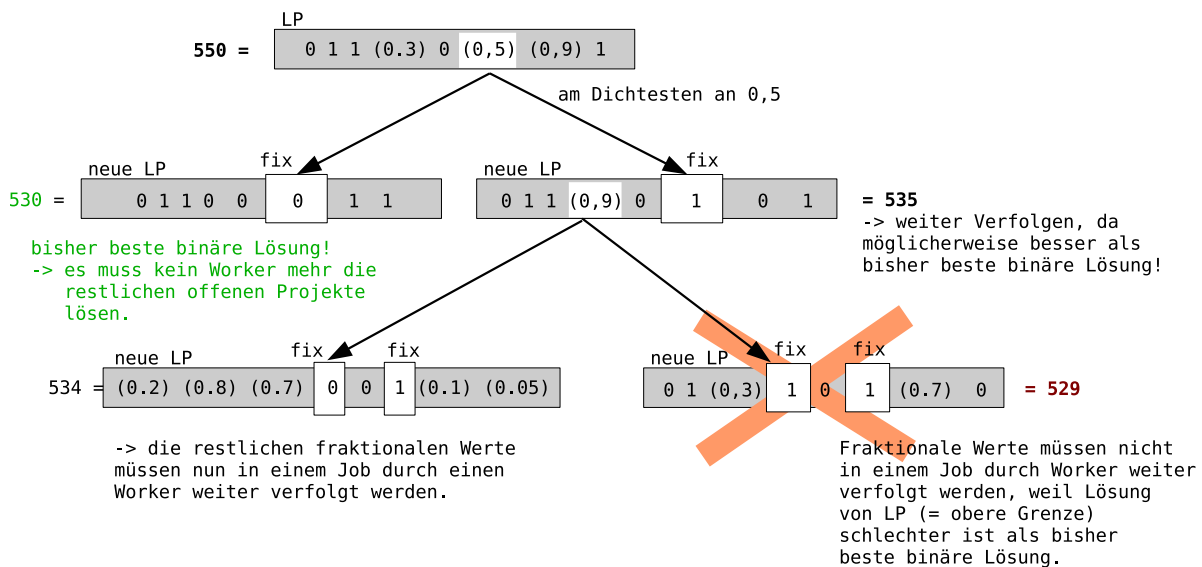 LP
550 = 0 1 1 (0.3) 0 (0,5) (0,9) 1
am Dichtesten an 0,5
neue LP fix
530 = 0 1 1 0 0 0 1 1
neue LP fix
0 1 1 (0,9) 0 1 0 1 = 535
-> weiter Verfolgen, da
möglicherweise besser als
bisher beste binäre Lösung!
bisher beste binäre Lösung!
-> es muss kein Worker mehr die
restlichen offenen Projekte
lösen.
neue LP fix fix
534 = (0.2) (0.8) (0.7) 0 0 1 (0.1) (0.05)
-> die restlichen fraktionalen Werte
müssen nun in einem Job durch einen
Worker weiter verfolgt werden.
neue LP fix fix
0 1 (0,3) 1 0 1 (0.7) 0 = 529
Fraktionale Werte müssen nicht
in einem Job durch Worker weiter
verfolgt werden, weil Lösung
von LP (= obere Grenze)
schlechter ist als bisher
beste binäre Lösung.